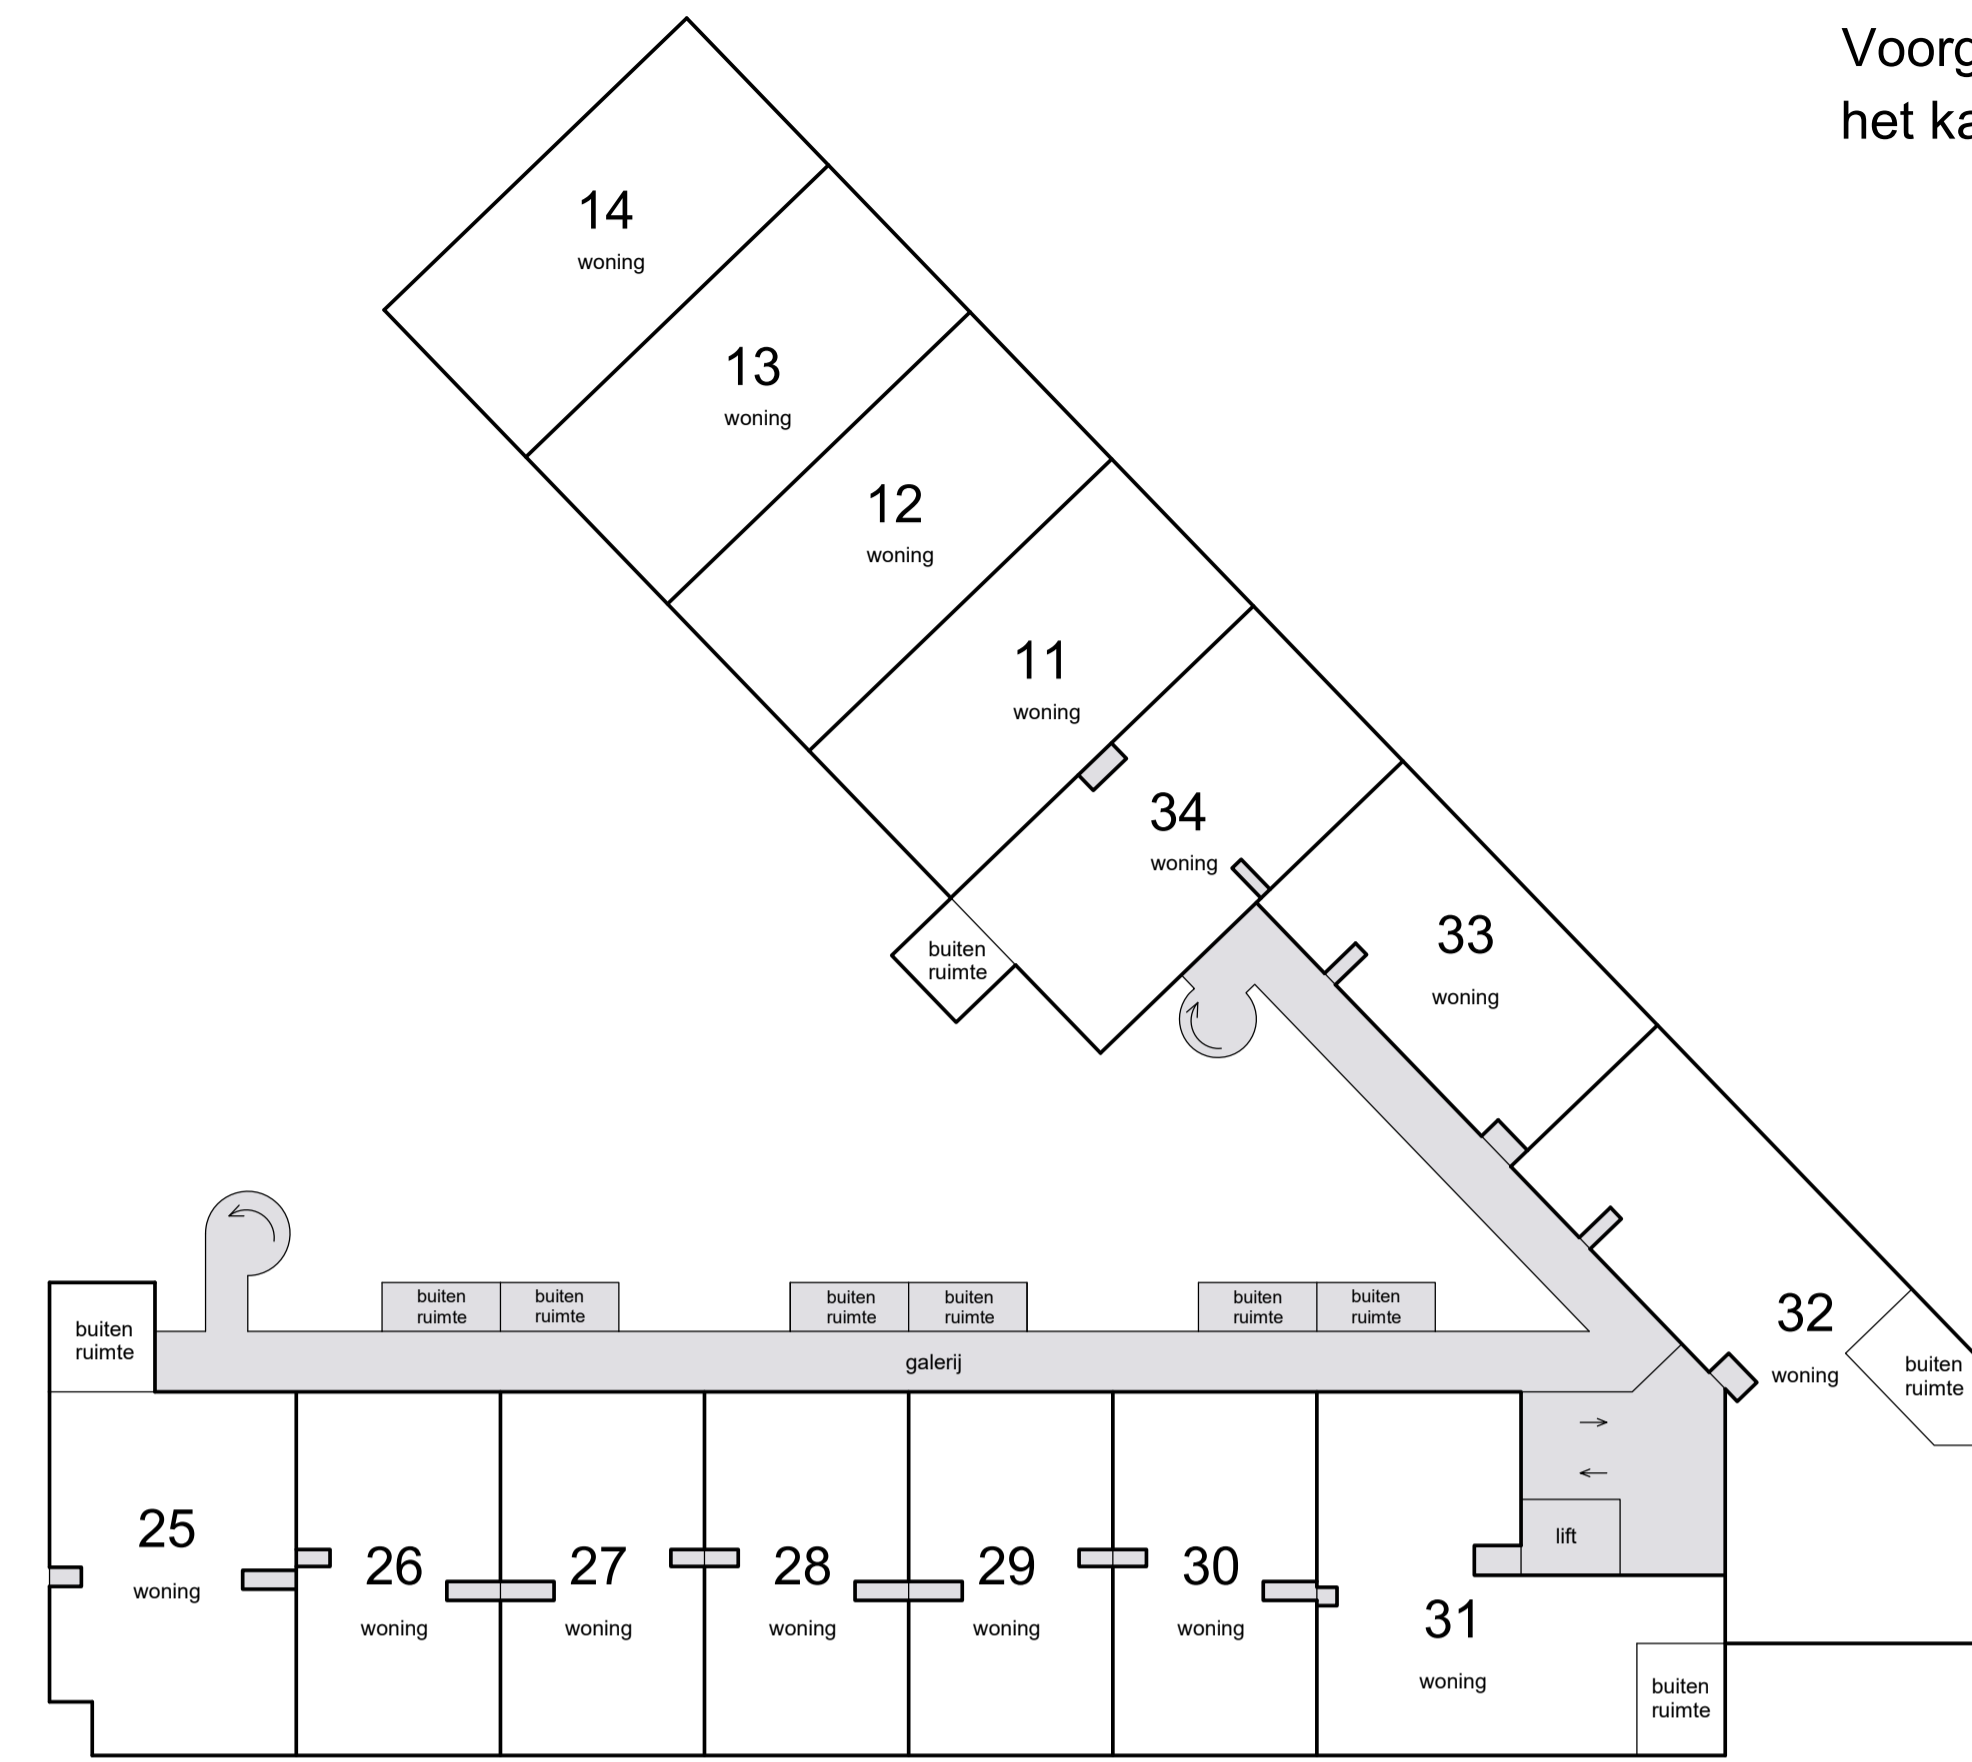 Voorg
het ka
14
woning
13
woning
12
woning
11
woning
34
woning
buiten
ruimte
33
woning
32
woning
buiten
ruimte
buiten
ruimte
buiten
ruimte
buiten
ruimte
buiten
ruimte
buiten
ruimte
buiten
ruimte
buiten
ruimte
galerij
25
woning
26
woning
27
woning
28
woning
29
woning
30
woning
lift
31
woning
buiten
ruimte